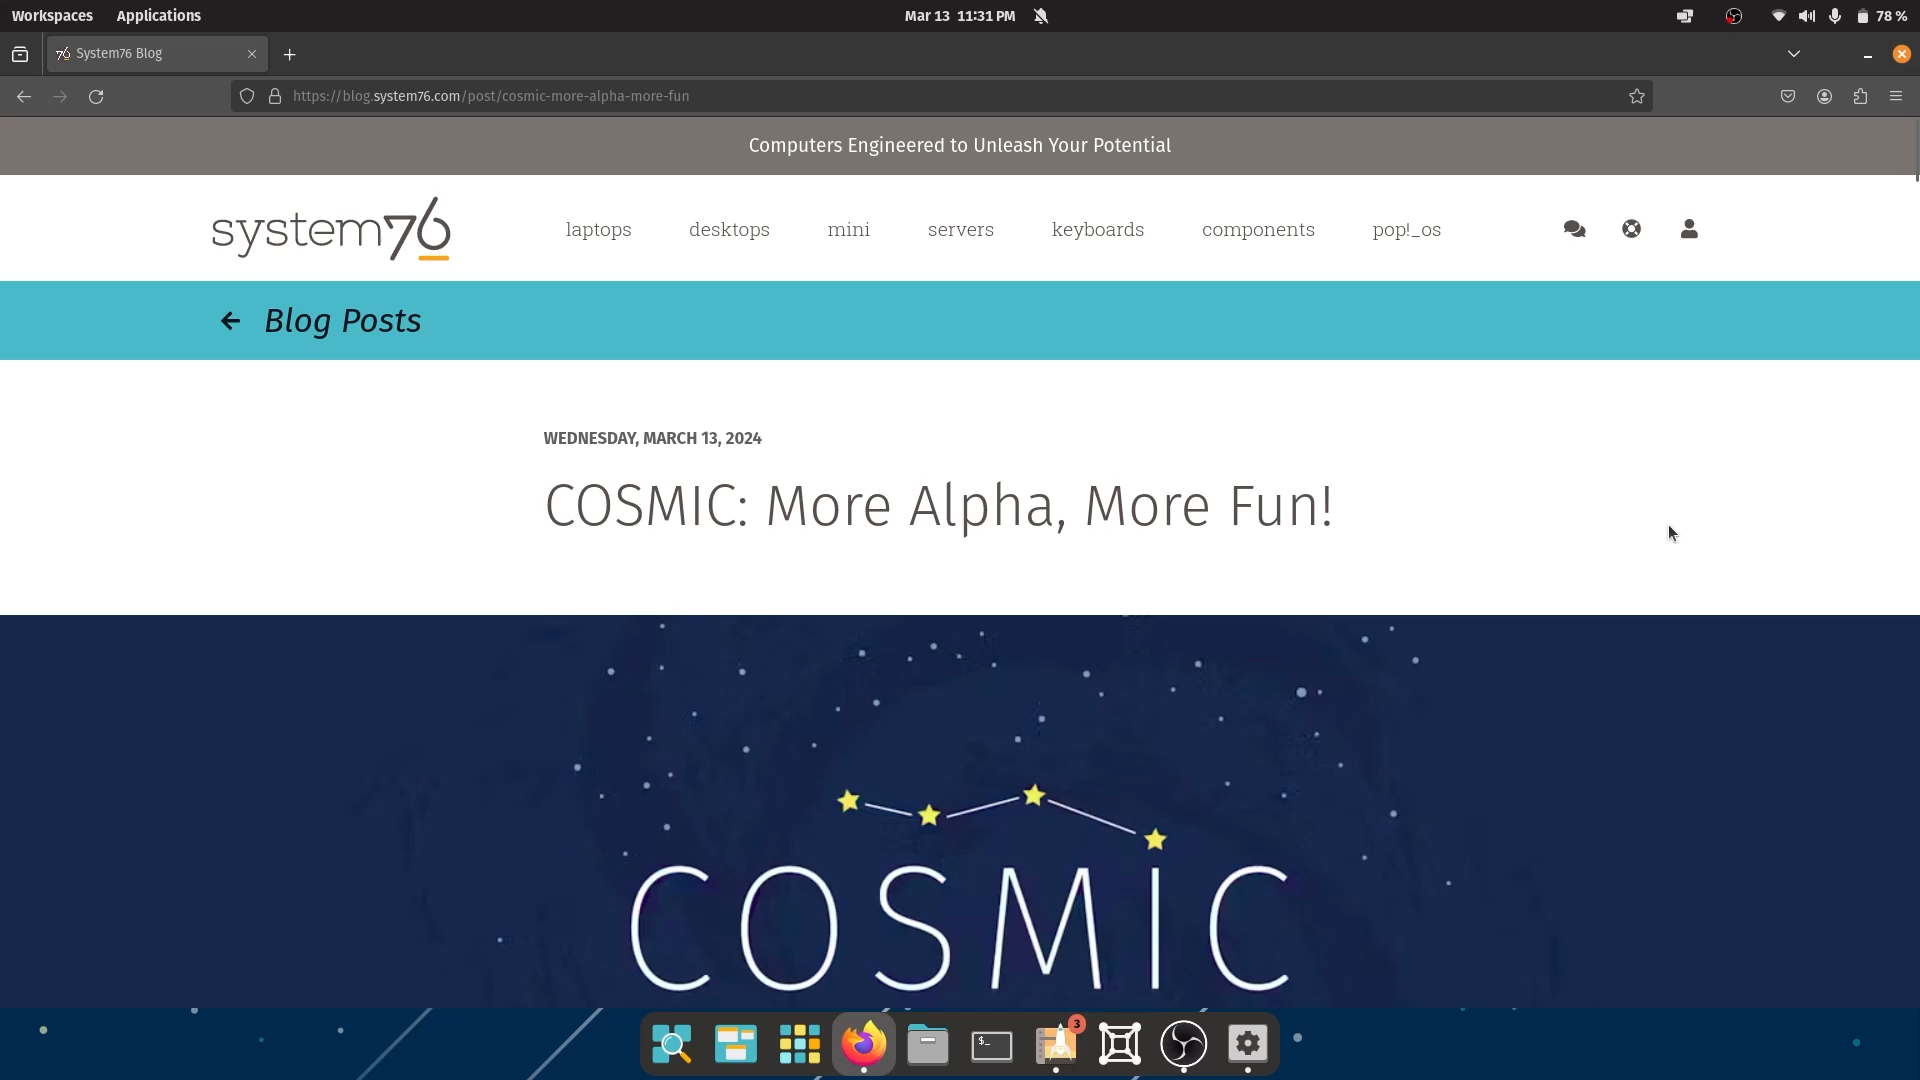 Workspaces Applications Mar 13 11:31 PM 78 %
System76 Blog
https://blog.system76.com/post/cosmic-more-alpha-more-fun
Computers Engineered to Unleash Your Potential
system76 laptops desktops mini servers keyboards components pop!_os
Blog Posts
WEDNESDAY, MARCH 13, 2024
COSMIC: More Alpha, More Fun!
COSMIC
3
$_